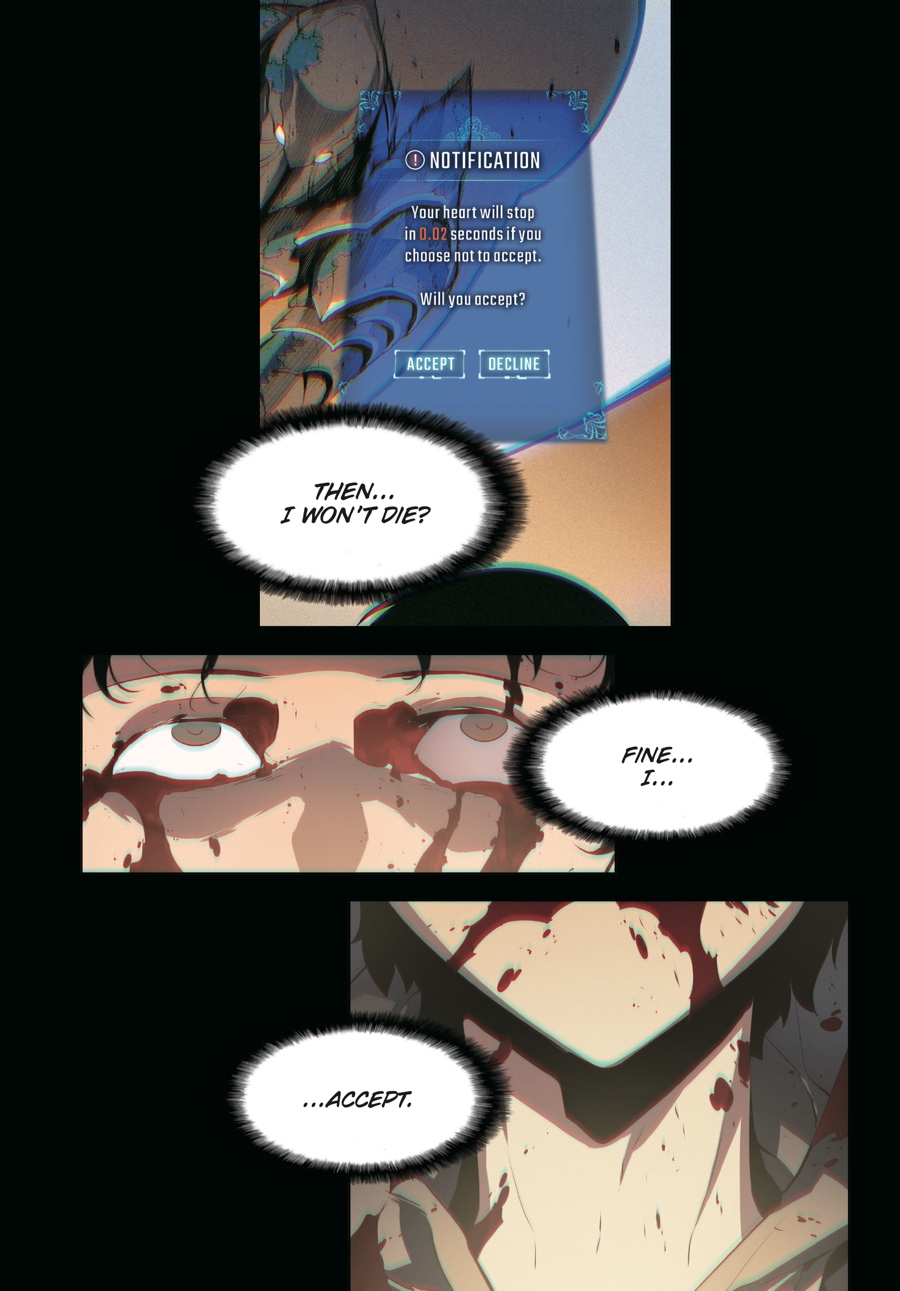 ! NOTIFICATION
Your heart will stop
in 0.02 seconds if you
choose not to accept.
Will you accept?
ACCEPT DECLINE
THEN...
I WON'T DIE?
FINE...
I...
...ACCEPT.